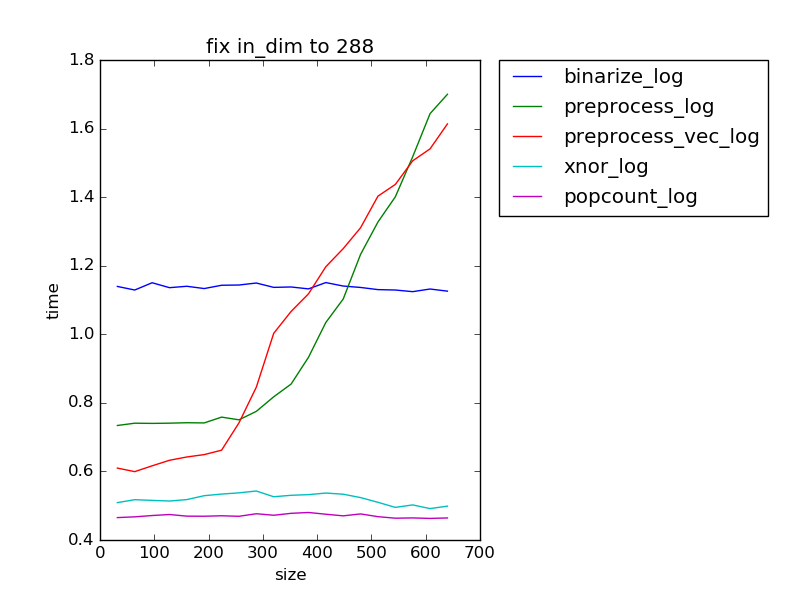 fix in_dim to 288
1.8
1.6
1.4
1.2
1.0
0.8
0.6
0.4
time
0 100 200 300 400 500 600 700
size
binarize_log
preprocess_log
preprocess_vec_log
xnor_log
popcount_log